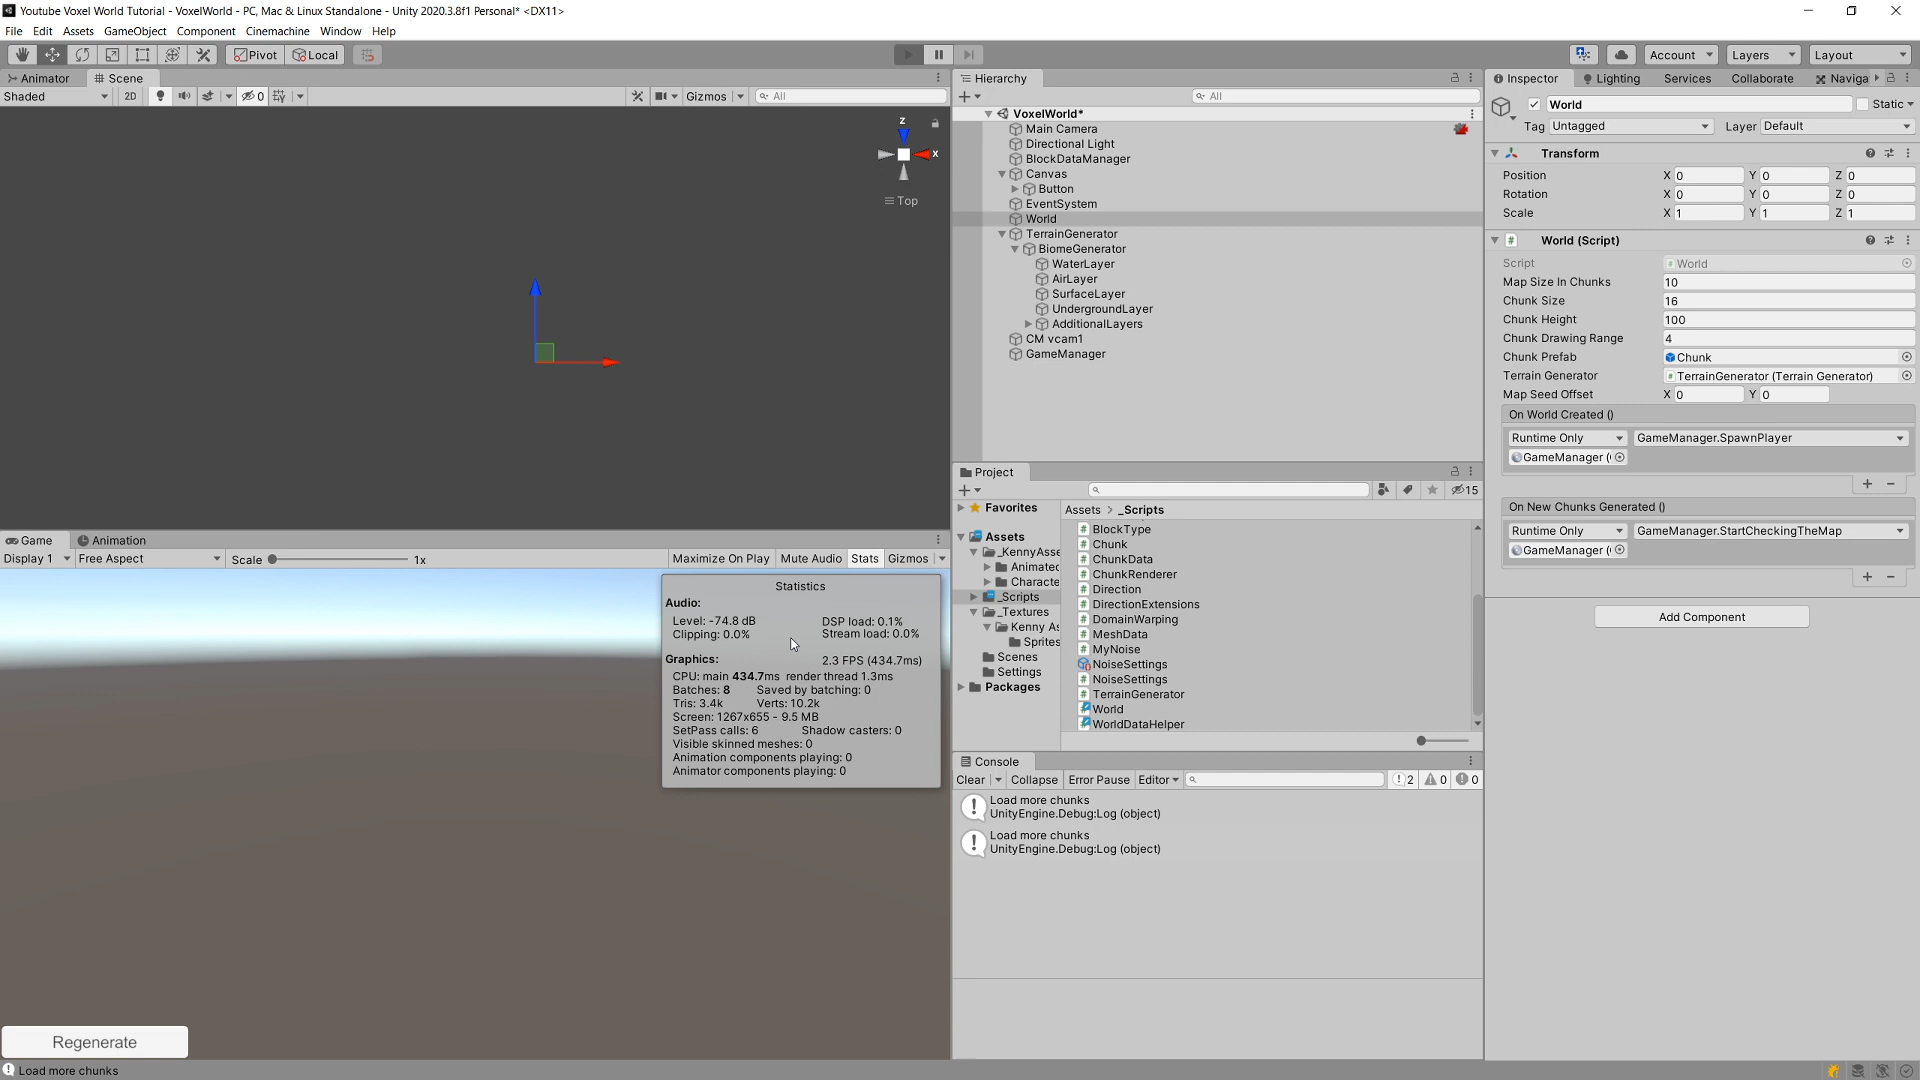 Youtube Voxel World Tutorial - VoxelWorld - PC, Mac & Linux Standalone - Unity 2020.3.8f1 Personal* <DX11>
File Edit Assets GameObject Component Cinemachine Window Help
Pivot Local Account Layers Layout
Animator Scene
Shaded 2D 0 Gizmos All
z
x
Top
Hierarchy
All
VoxelWorld*
Main Camera
Directional Light
BlockDataManager
Canvas
Button
EventSystem
World
TerrainGenerator
BiomeGenerator
WaterLayer
AirLayer
SurfaceLayer
UndergroundLayer
AdditionalLayers
CM vcam1
GameManager
Inspector Lighting Services Collaborate Naviga
World Static
Tag Untagged Layer Default
Transform
Position X 0 Y 0 Z 0
Rotation X 0 Y 0 Z 0
Scale X 1 Y 1 Z 1
# World (Script)
Script World
Map Size In Chunks 10
Chunk Size 16
Chunk Height 100
Chunk Drawing Range 4
Chunk Prefab Chunk
Terrain Generator TerrainGenerator (Terrain Generator)
Map Seed Offset X 0 Y 0
On World Created ()
Runtime Only GameManager.SpawnPlayer
GameManager (
+ -
On New Chunks Generated ()
Runtime Only GameManager.StartCheckingTheMap
GameManager (
+ -
Add Component
Project
15
Favorites
Assets
_KennyAsse
Animated
Characte
_Scripts
_Textures
Kenny As
Sprites
Scenes
Settings
Packages
Assets > _Scripts
BlockType
Chunk
ChunkData
ChunkRenderer
Direction
DirectionExtensions
DomainWarping
MeshData
MyNoise
NoiseSettings
NoiseSettings
TerrainGenerator
World
WorldDataHelper
Console
Clear Collapse Error Pause Editor 2 0 0
Load more chunks
UnityEngine.Debug:Log (object)
Load more chunks
UnityEngine.Debug:Log (object)
Game Animation
Display 1 Free Aspect Scale 1x Maximize On Play Mute Audio Stats Gizmos
Statistics
Audio:
Level: -74.8 dB DSP load: 0.1%
Clipping: 0.0% Stream load: 0.0%
Graphics: 2.3 FPS (434.7ms)
CPU: main 434.7ms render thread 1.3ms
Batches: 8 Saved by batching: 0
Tris: 3.4k Verts: 10.2k
Screen: 1267x655 - 9.5 MB
SetPass calls: 6 Shadow casters: 0
Visible skinned meshes: 0
Animation components playing: 0
Animator components playing: 0
Regenerate
Load more chunks